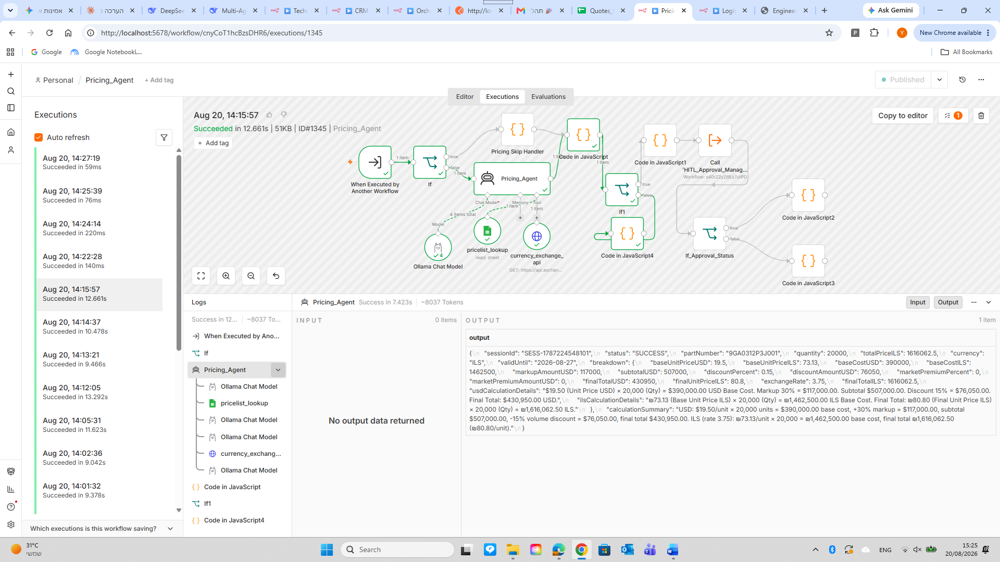 אמינות א
הערכה כ
DeepSee
Multi-Ag
Techn
CRM
Orch
http://lo
תהלי
Quotes_
Pricin
Logis
Engineer
Ask Gemini
http://localhost:5678/workflow/cnyCoT1hcBzsDHR6/executions/1345
P
Y
New Chrome available
Google
Google NotebookL...
All Bookmarks
Personal / Pricing_Agent + Add tag
Published
Editor
Executions
Evaluations
Executions
Auto refresh
Aug 20, 14:27:19
Succeeded in 59ms
Aug 20, 14:25:39
Succeeded in 76ms
Aug 20, 14:24:14
Succeeded in 220ms
Aug 20, 14:22:28
Succeeded in 140ms
Aug 20, 14:15:57
Succeeded in 12.661s
Aug 20, 14:14:37
Succeeded in 10.478s
Aug 20, 14:13:21
Succeeded in 9.466s
Aug 20, 14:12:05
Succeeded in 13.292s
Aug 20, 14:05:31
Succeeded in 11.623s
Aug 20, 14:02:36
Succeeded in 9.042s
Aug 20, 14:01:32
Succeeded in 9.378s
Which executions is this workflow saving?
Aug 20, 14:15:57
Succeeded in 12.661s | 51KB | ID#1345 | Pricing_Agent
+ Add tag
Copy to editor
1
When Executed by
Another Workflow
1 item
If
true
false
1 item
Pricing Skip Handler
Pricing_Agent
Chat Model*
Memory
Tool
4 items total
1 item
1 item
Model
Ollama Chat Model
4
pricelist_lookup
read: sheet
currency_exchange_
api
GET: https://api.exchan...
Code in JavaScript
1 item
If1
true
false
Code in JavaScript4
Code in JavaScript1
Call
'HITL_Approval_Manag...
Workflow: s40rZ2yZ6Ez7utPD
If_Approval_Status
true
false
Code in JavaScript2
Code in JavaScript3
Logs
Success in 12... | ~8037 To...
When Executed by Ano...
If
Pricing_Agent
Ollama Chat Model
pricelist_lookup
Ollama Chat Model
Ollama Chat Model
currency_exchang...
Ollama Chat Model
Code in JavaScript
If1
Code in JavaScript4
Pricing_Agent Success in 7.423s | ~8037 Tokens
Input
Output
INPUT
0 items
No output data returned
OUTPUT
1 item
output
{\n "sessionId": "SESS-1787224548101",\n "status": "SUCCESS",\n "partNumber": "9GA0312P3J001",\n "quantity": 20000,\n "totalPriceILS": 1616062.5,\n "currency":
"ILS",\n "validUntil": "2026-08-27",\n "breakdown": {\n "baseUnitPriceUSD": 19.5,\n "baseUnitPriceILS": 73.13,\n "baseCostUSD": 390000,\n "baseCostILS":
1462500,\n "markupAmountUSD": 117000,\n "subtotalUSD": 507000,\n "discountPercent": 0.15,\n "discountAmountUSD": 76050,\n "marketPremiumPercent": 0,\n
"marketPremiumAmountUSD": 0,\n "finalTotalUSD": 430950,\n "finalUnitPriceILS": 80.8,\n "exchangeRate": 3.75,\n "finalTotalILS": 1616062.5,\n
"usdCalculationDetails": "$19.50 (Unit Price USD) × 20,000 (Qty) = $390,000.00 USD Base Cost. Markup 30% = $117,000.00. Subtotal $507,000.00. Discount 15% = $76,050.00.
Final Total: $430,950.00 USD.",\n "ilsCalculationDetails": "₪73.13 (Base Unit Price ILS) × 20,000 (Qty) = ₪1,462,500.00 ILS Base Cost. Final Total: ₪80.80 (Final Unit Price ILS)
× 20,000 (Qty) = ₪1,616,062.50 ILS."\n },\n "calculationSummary": "USD: $19.50/unit × 20,000 units = $390,000.00 base cost, +30% markup = $117,000.00, subtotal
$507,000.00, -15% volume discount = $76,050.00, final total $430,950.00. ILS (rate 3.75): ₪73.13/unit × 20,000 = ₪1,462,500.00 base cost, final total ₪1,616,062.50
(₪80.80/unit)."\n}
31°C
שמשי
Search
ENG
15:25
20/08/2026